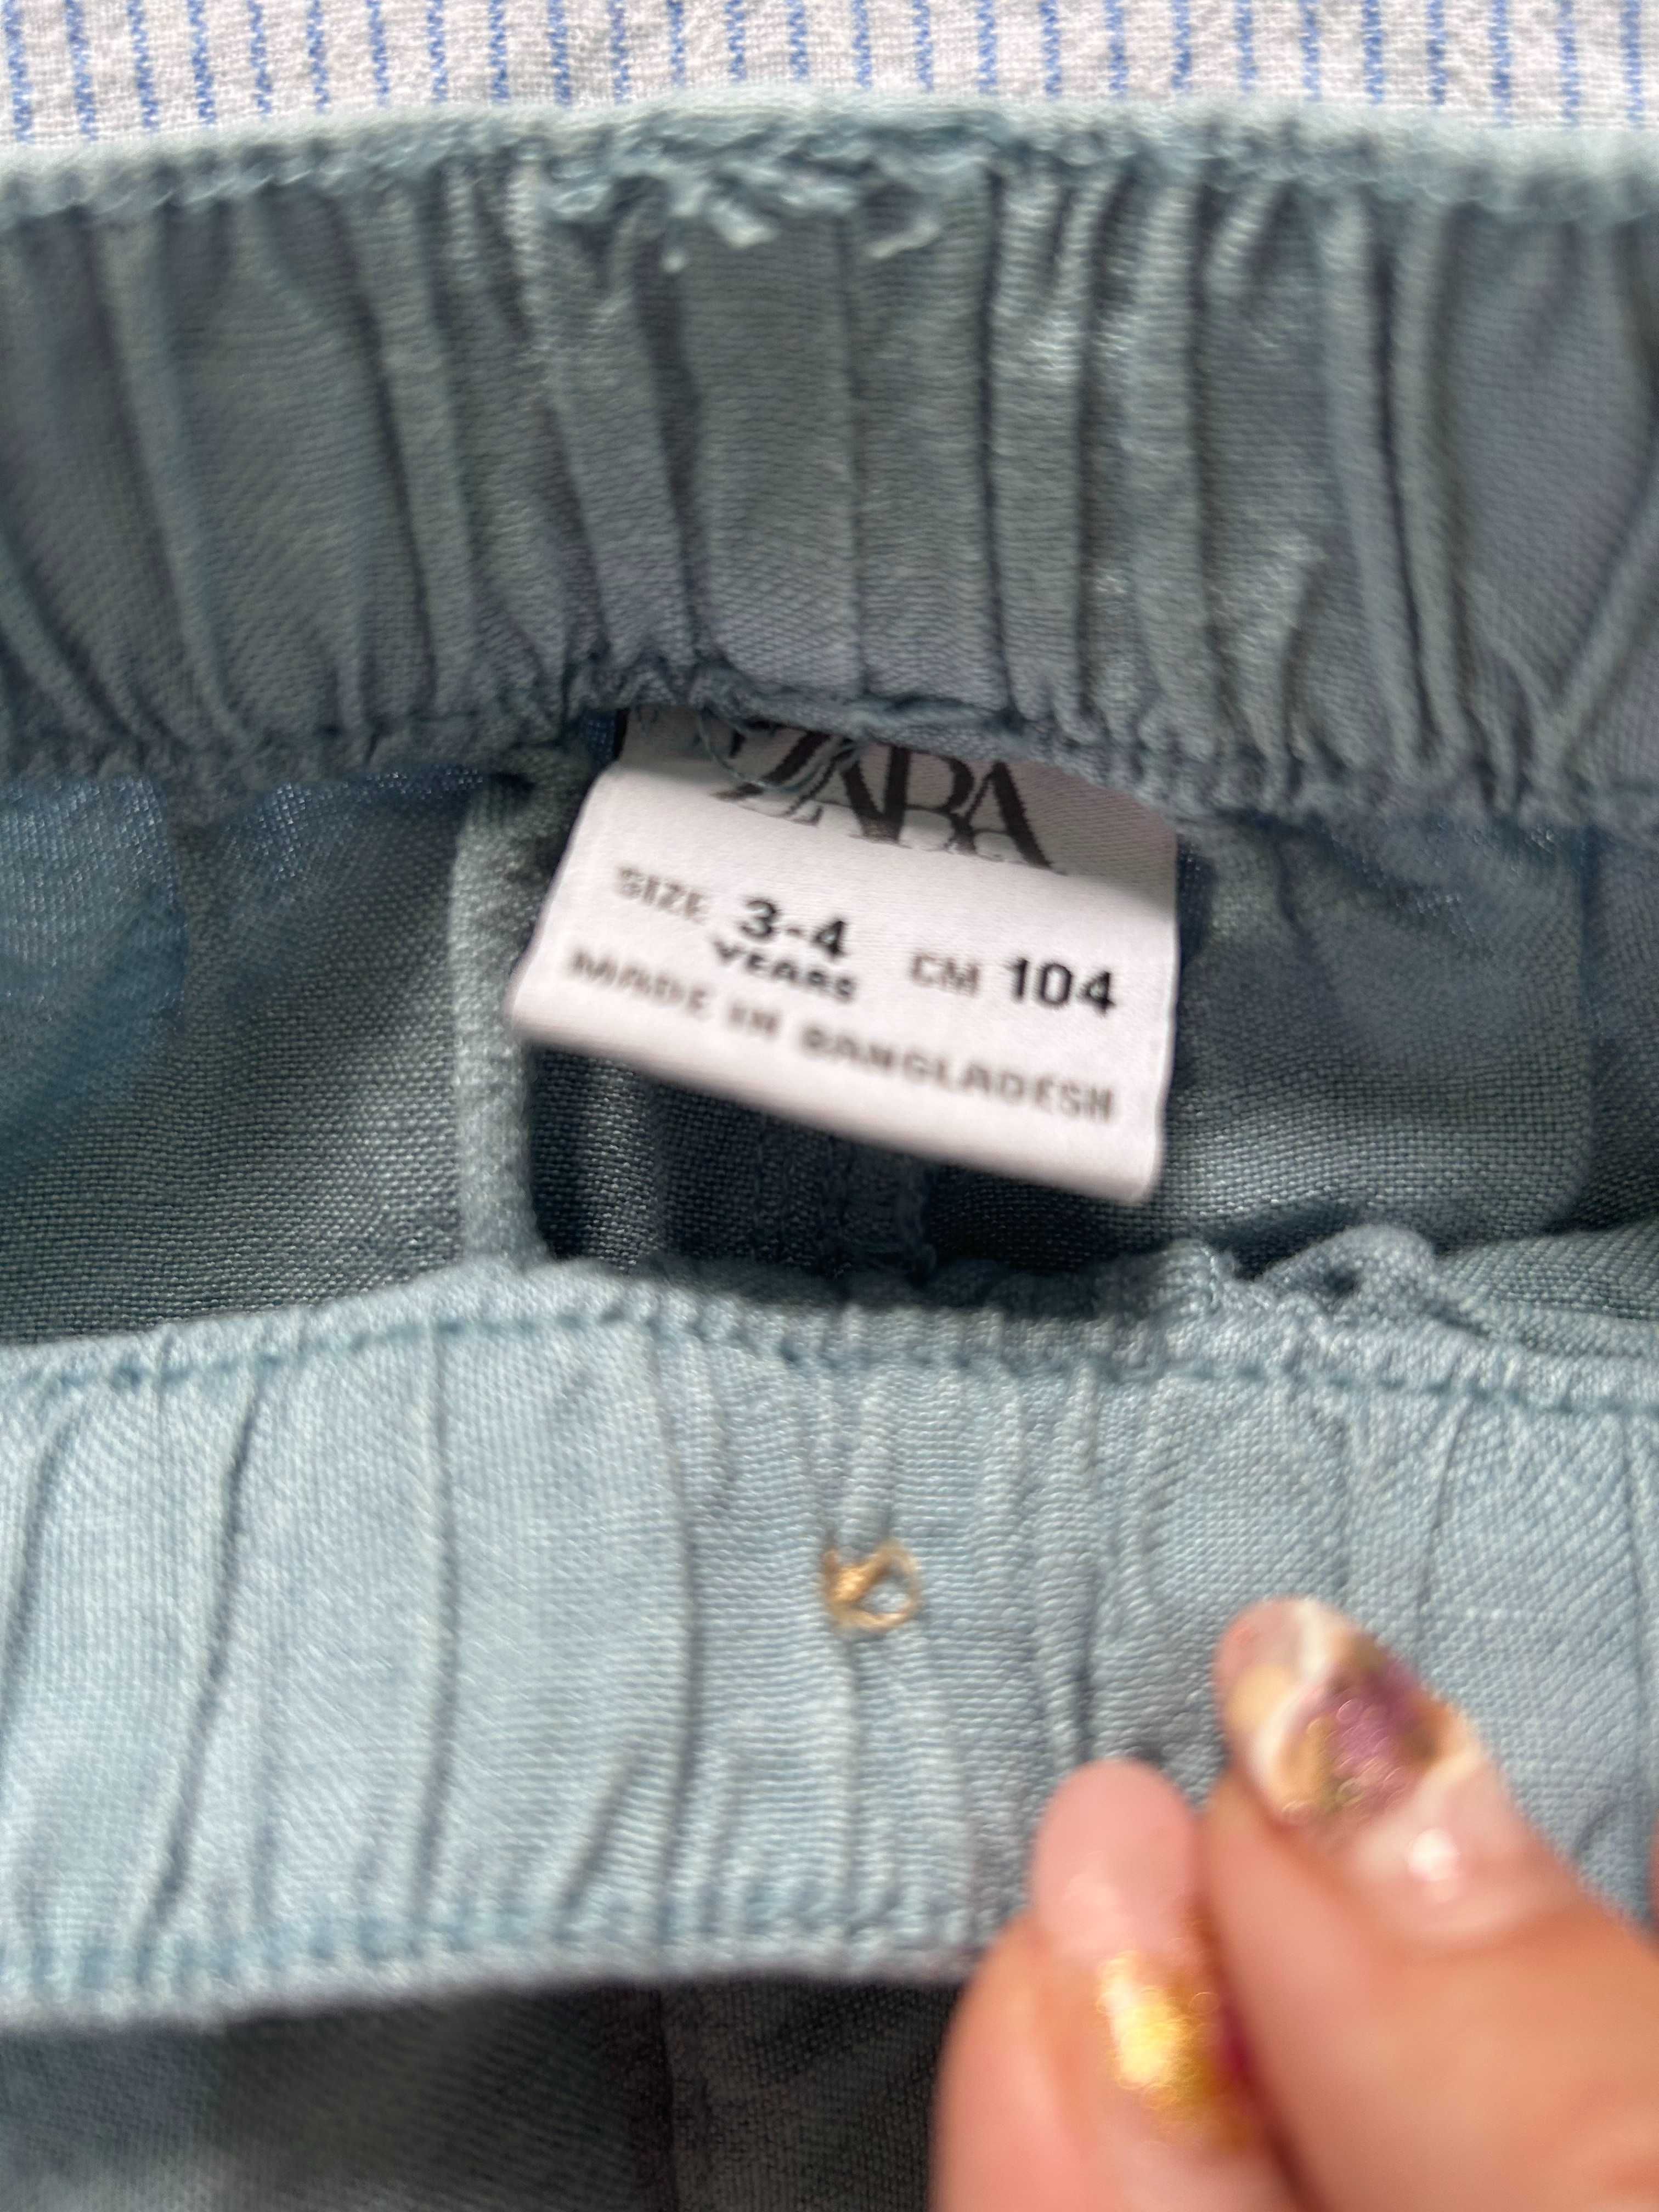 ZARA
SIZE 3-4 YEARS CM 104
MADE IN BANGLADESH